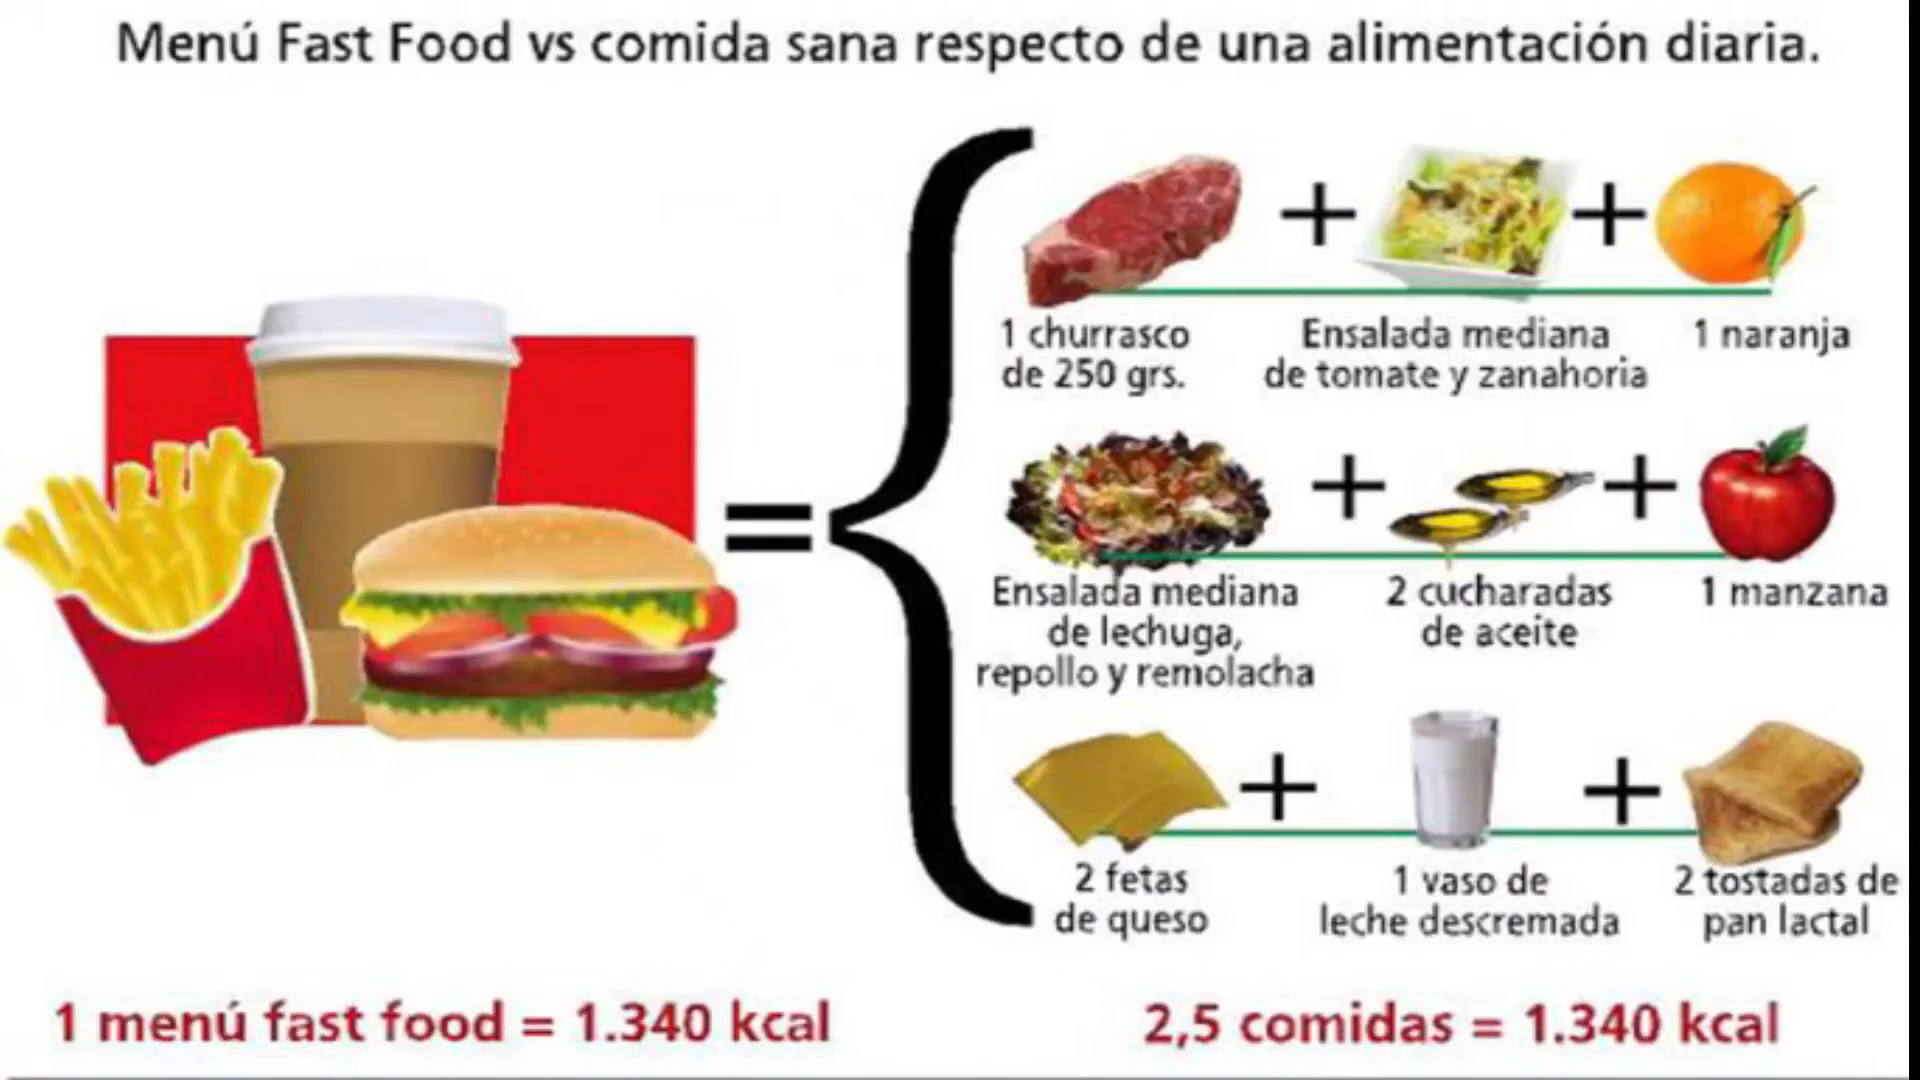 Menú Fast Food vs comida sana respecto de una alimentación diaria.
1 churrasco
de 250 grs.
Ensalada mediana
de tomate y zanahoria
1 naranja
Ensalada mediana
de lechuga,
repollo y remolacha
2 cucharadas
de aceite
1 manzana
2 fetas
de queso
1 vaso de
leche descremada
2 tostadas de
pan lactal
1 menú fast food = 1.340 kcal
2,5 comidas = 1.340 kcal